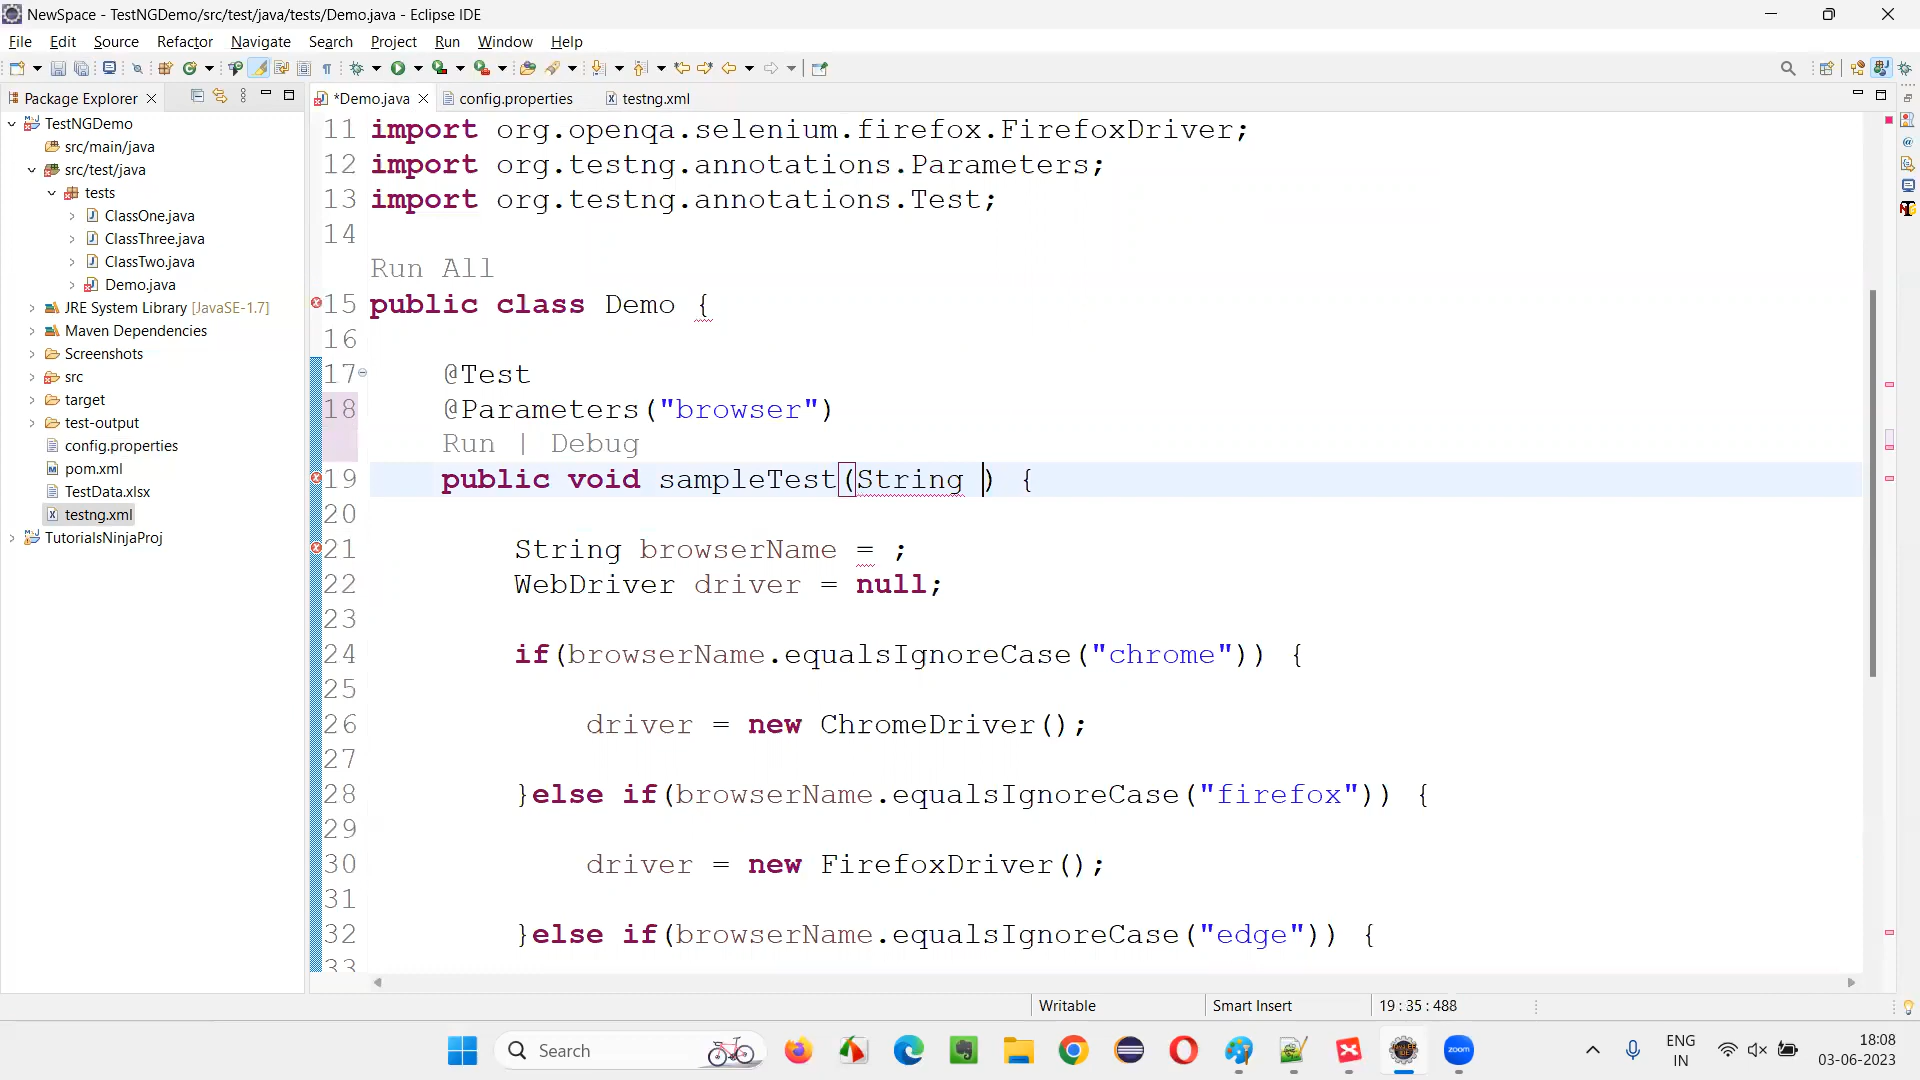 NewSpace - TestNGDemo/src/test/java/tests/Demo.java - Eclipse IDE
File Edit Source Refactor Navigate Search Project Run Window Help
Package Explorer
*Demo.java config.properties testng.xml
TestNGDemo
src/main/java
src/test/java
tests
ClassOne.java
ClassThree.java
ClassTwo.java
Demo.java
JRE System Library [JavaSE-1.7]
Maven Dependencies
Screenshots
src
target
test-output
config.properties
pom.xml
TestData.xlsx
testng.xml
TutorialsNinjaProj
11 import org.openqa.selenium.firefox.FirefoxDriver;
12 import org.testng.annotations.Parameters;
13 import org.testng.annotations.Test;
14
Run All
15 public class Demo {
16
17 @Test
18 @Parameters("browser")
Run | Debug
19 public void sampleTest(String ) {
20
21 String browserName = ;
22 WebDriver driver = null;
23
24 if(browserName.equalsIgnoreCase("chrome")) {
25
26 driver = new ChromeDriver();
27
28 }else if(browserName.equalsIgnoreCase("firefox")) {
29
30 driver = new FirefoxDriver();
31
32 }else if(browserName.equalsIgnoreCase("edge")) {
33
Writable Smart Insert 19 : 35 : 488
Search
zoom
ENG
IN
18:08
03-06-2023